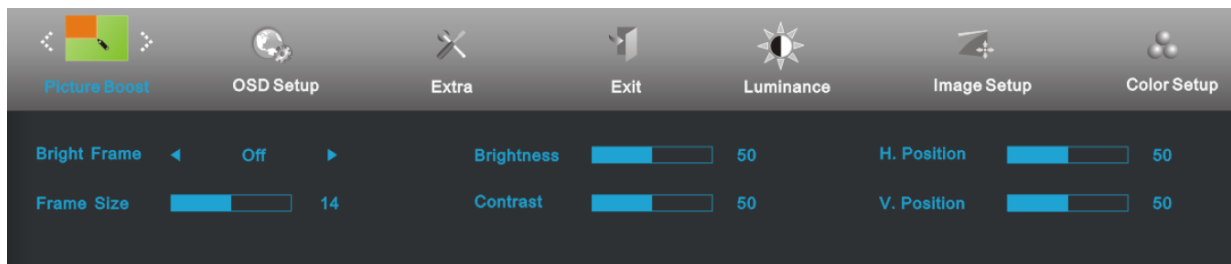 Picture Boost OSD Setup Extra Exit Luminance Image Setup Color Setup
Bright Frame Off Brightness 50 H. Position 50
Frame Size 14 Contrast 50 V. Position 50